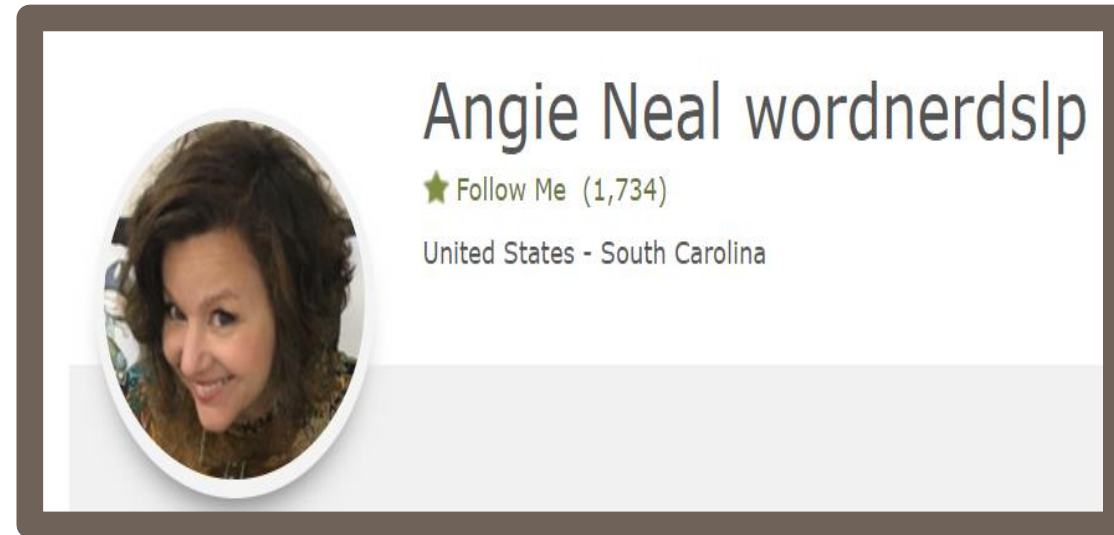 Angie Neal wordnerdslp
Follow Me (1,734)
United States - South Carolina